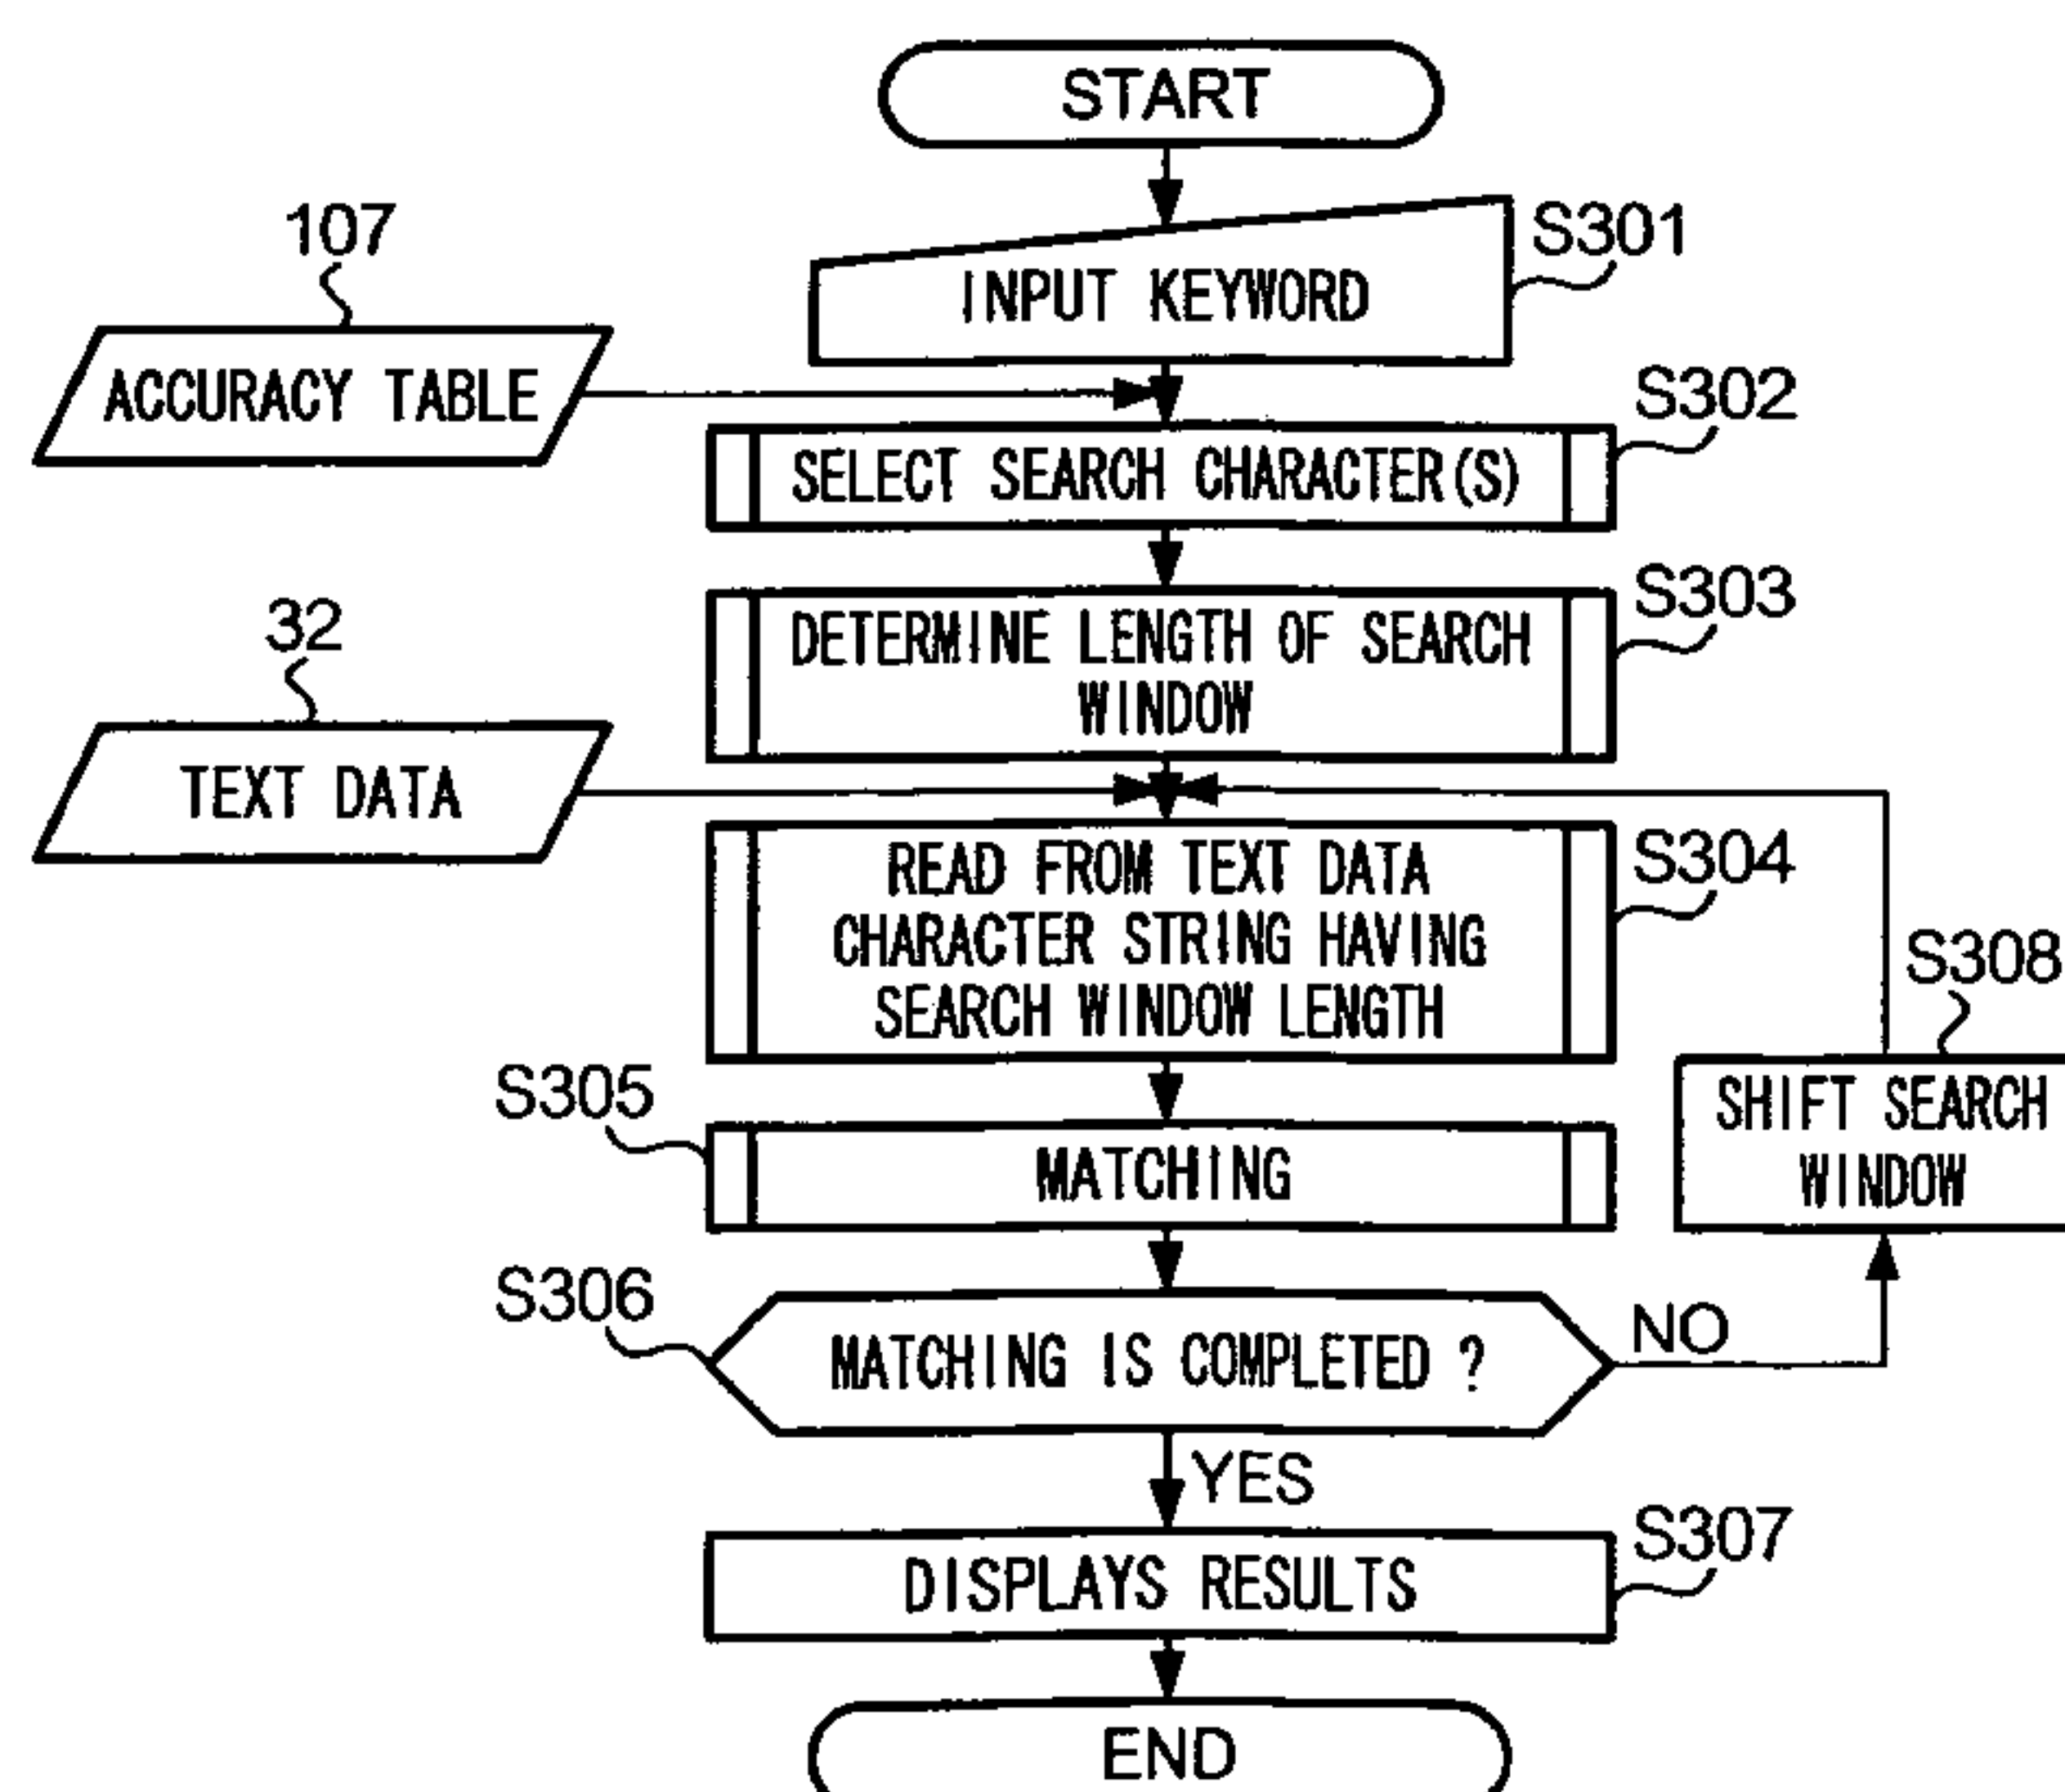 START
107
S301
INPUT KEYWORD
ACCURACY TABLE
S302
SELECT SEARCH CHARACTER(S)
S303
32
DETERMINE LENGTH OF SEARCH
WINDOW
TEXT DATA
S304
READ FROM TEXT DATA
CHARACTER STRING HAVING
SEARCH WINDOW LENGTH
S308
SHIFT SEARCH
WINDOW
S305
MATCHING
S306
MATCHING IS COMPLETED ?
NO
YES
S307
DISPLAYS RESULTS
END